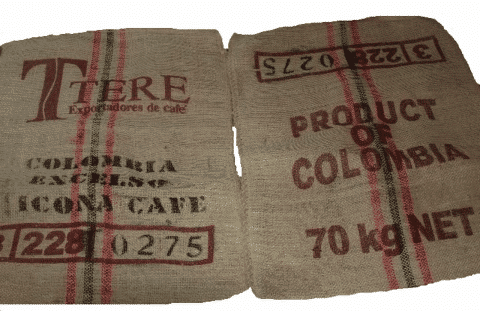 TTERE
Exportadores de café
COLOMBIA
EXCELSO
ICONA CAFE
3 228 0275
3 228 0275
PRODUCT
OF
COLOMBIA
70 kg NET